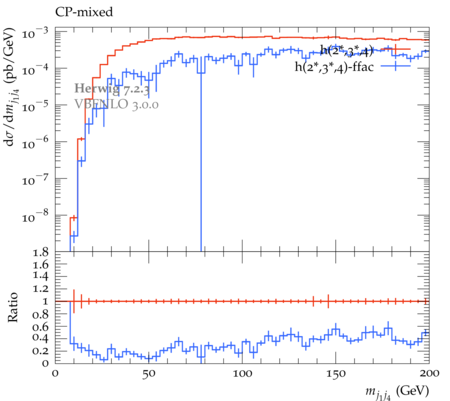 CP-mixed
dσ/dm_{j_1j_4} (pb/GeV)
10^{-3}
10^{-4}
10^{-5}
10^{-6}
10^{-7}
10^{-8}
h(2*,3*,4)
h(2*,3*,4)-ffac
Herwig 7.2.3
VBFNLO 3.0.0
Ratio
1.8
1.6
1.4
1.2
1
0.8
0.6
0.4
0.2
0
0 50 100 150 200
m_{j_1j_4} (GeV)